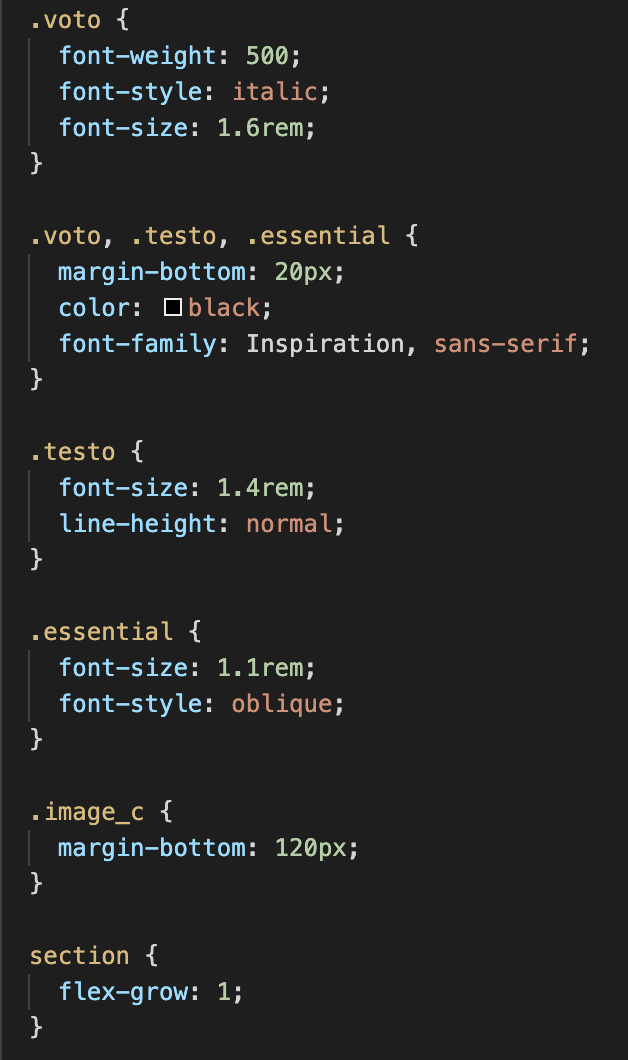 .voto {
  font-weight: 500;
  font-style: italic;
  font-size: 1.6rem;
}

.voto, .testo, .essential {
  margin-bottom: 20px;
  color: black;
  font-family: Inspiration, sans-serif;
}

.testo {
  font-size: 1.4rem;
  line-height: normal;
}

.essential {
  font-size: 1.1rem;
  font-style: oblique;
}

.image_c {
  margin-bottom: 120px;
}

section {
  flex-grow: 1;
}